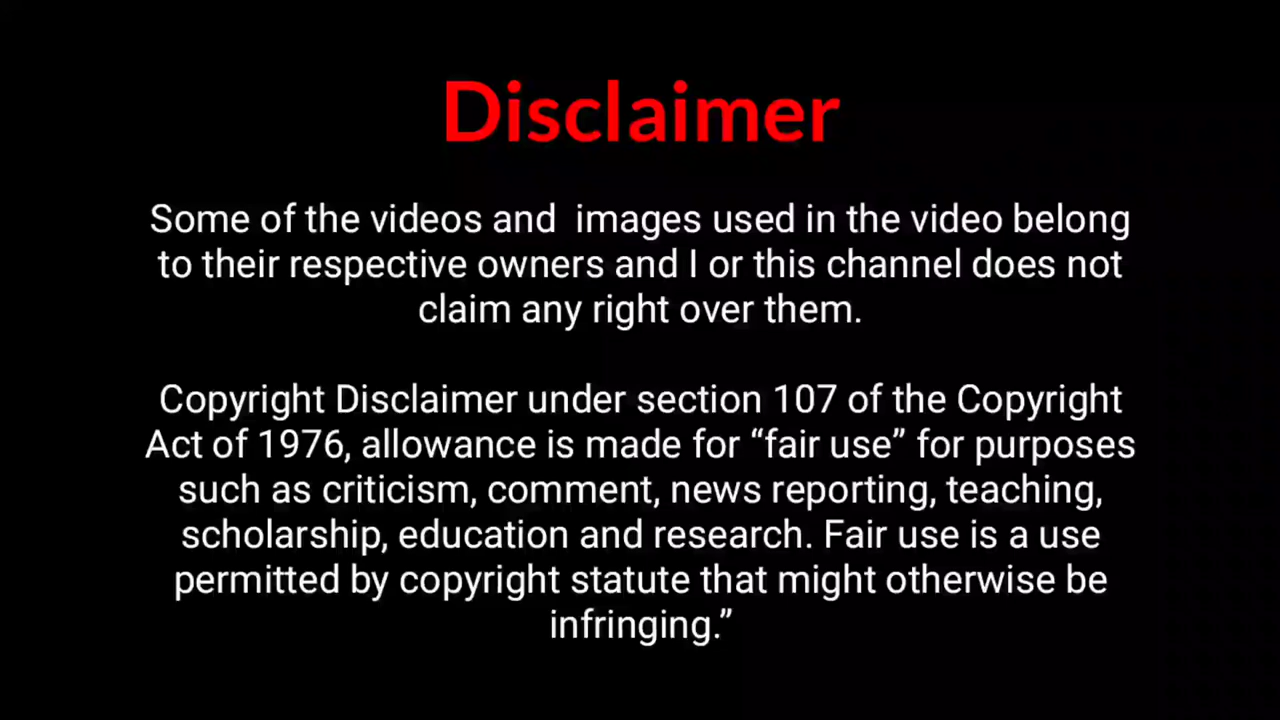 Disclaimer
Some of the videos and  images used in the video belong
to their respective owners and I or this channel does not
claim any right over them.
Copyright Disclaimer under section 107 of the Copyright
Act of 1976, allowance is made for “fair use” for purposes
such as criticism, comment, news reporting, teaching,
scholarship, education and research. Fair use is a use
permitted by copyright statute that might otherwise be
infringing.”